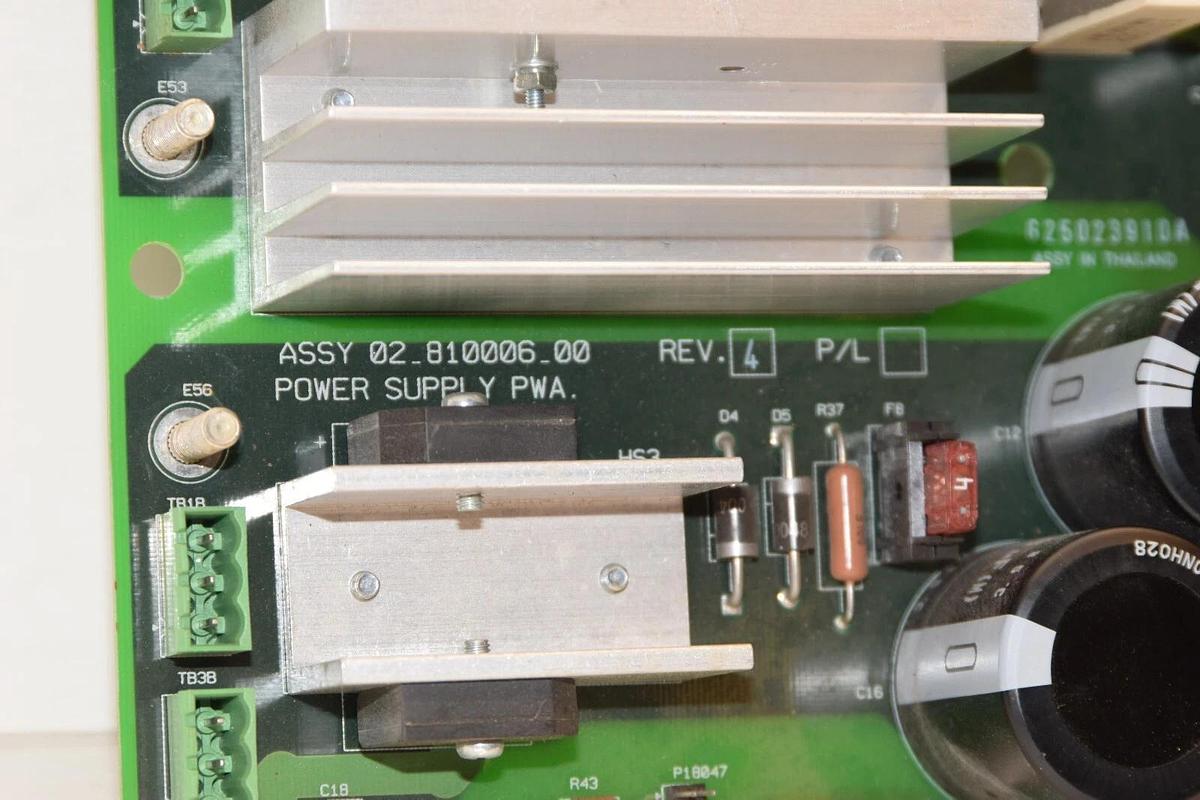 E53
62502391DA
ASSY IN THAILAND
ASSY 02_810006_00
REV. 4
P/L
POWER SUPPLY PWA.
E56
+
D4
D5
R37
F8
C12
HS3
TB1B
4
TB3B
C16
C18
R43
P18047